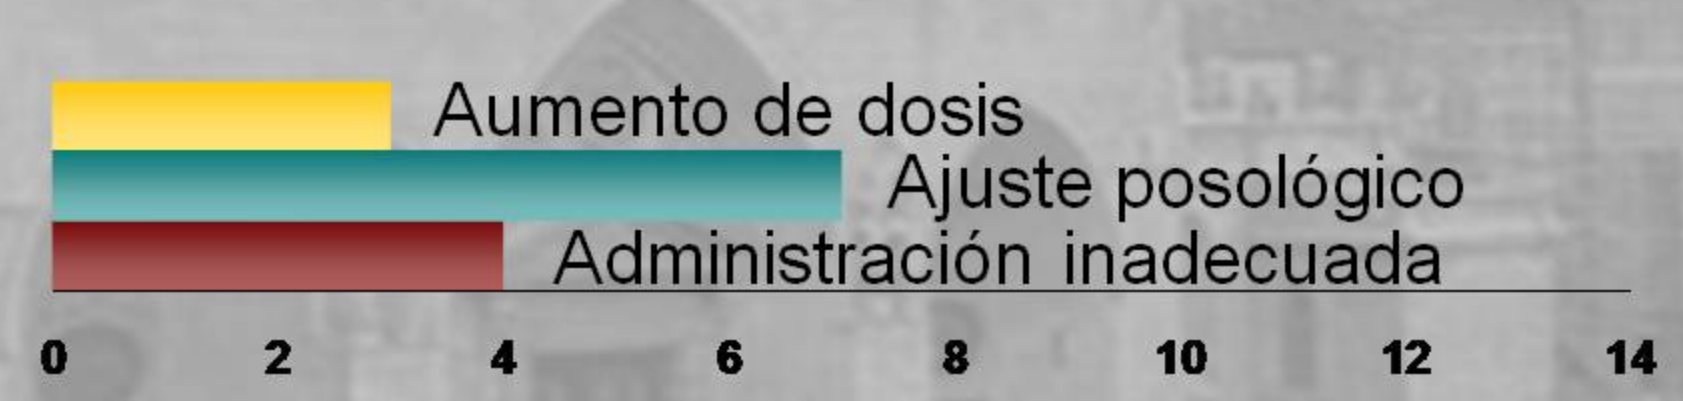 Aumento de dosis
Ajuste posológico
Administración inadecuada
0 2 4 6 8 10 12 14